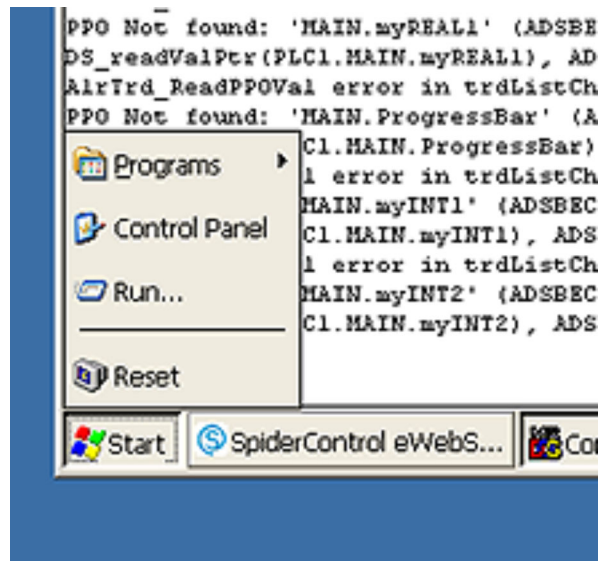 PPO Not found: 'MAIN.myREAL1' (ADSBE
DS_readValPtr(PLC1.MAIN.myREAL1), AD
AlrTrd_ReadPPOVal error in trdListCh
PPO Not found: 'MAIN.ProgressBar' (A
C1.MAIN.ProgressBar)
l error in trdListCh
MAIN.myINT1' (ADSBEC
C1.MAIN.myINT1), ADS
l error in trdListCh
MAIN.myINT2' (ADSBEC
C1.MAIN.myINT2), ADS
Programs
Control Panel
Run...
Reset
Start
SpiderControl eWebS...
Co